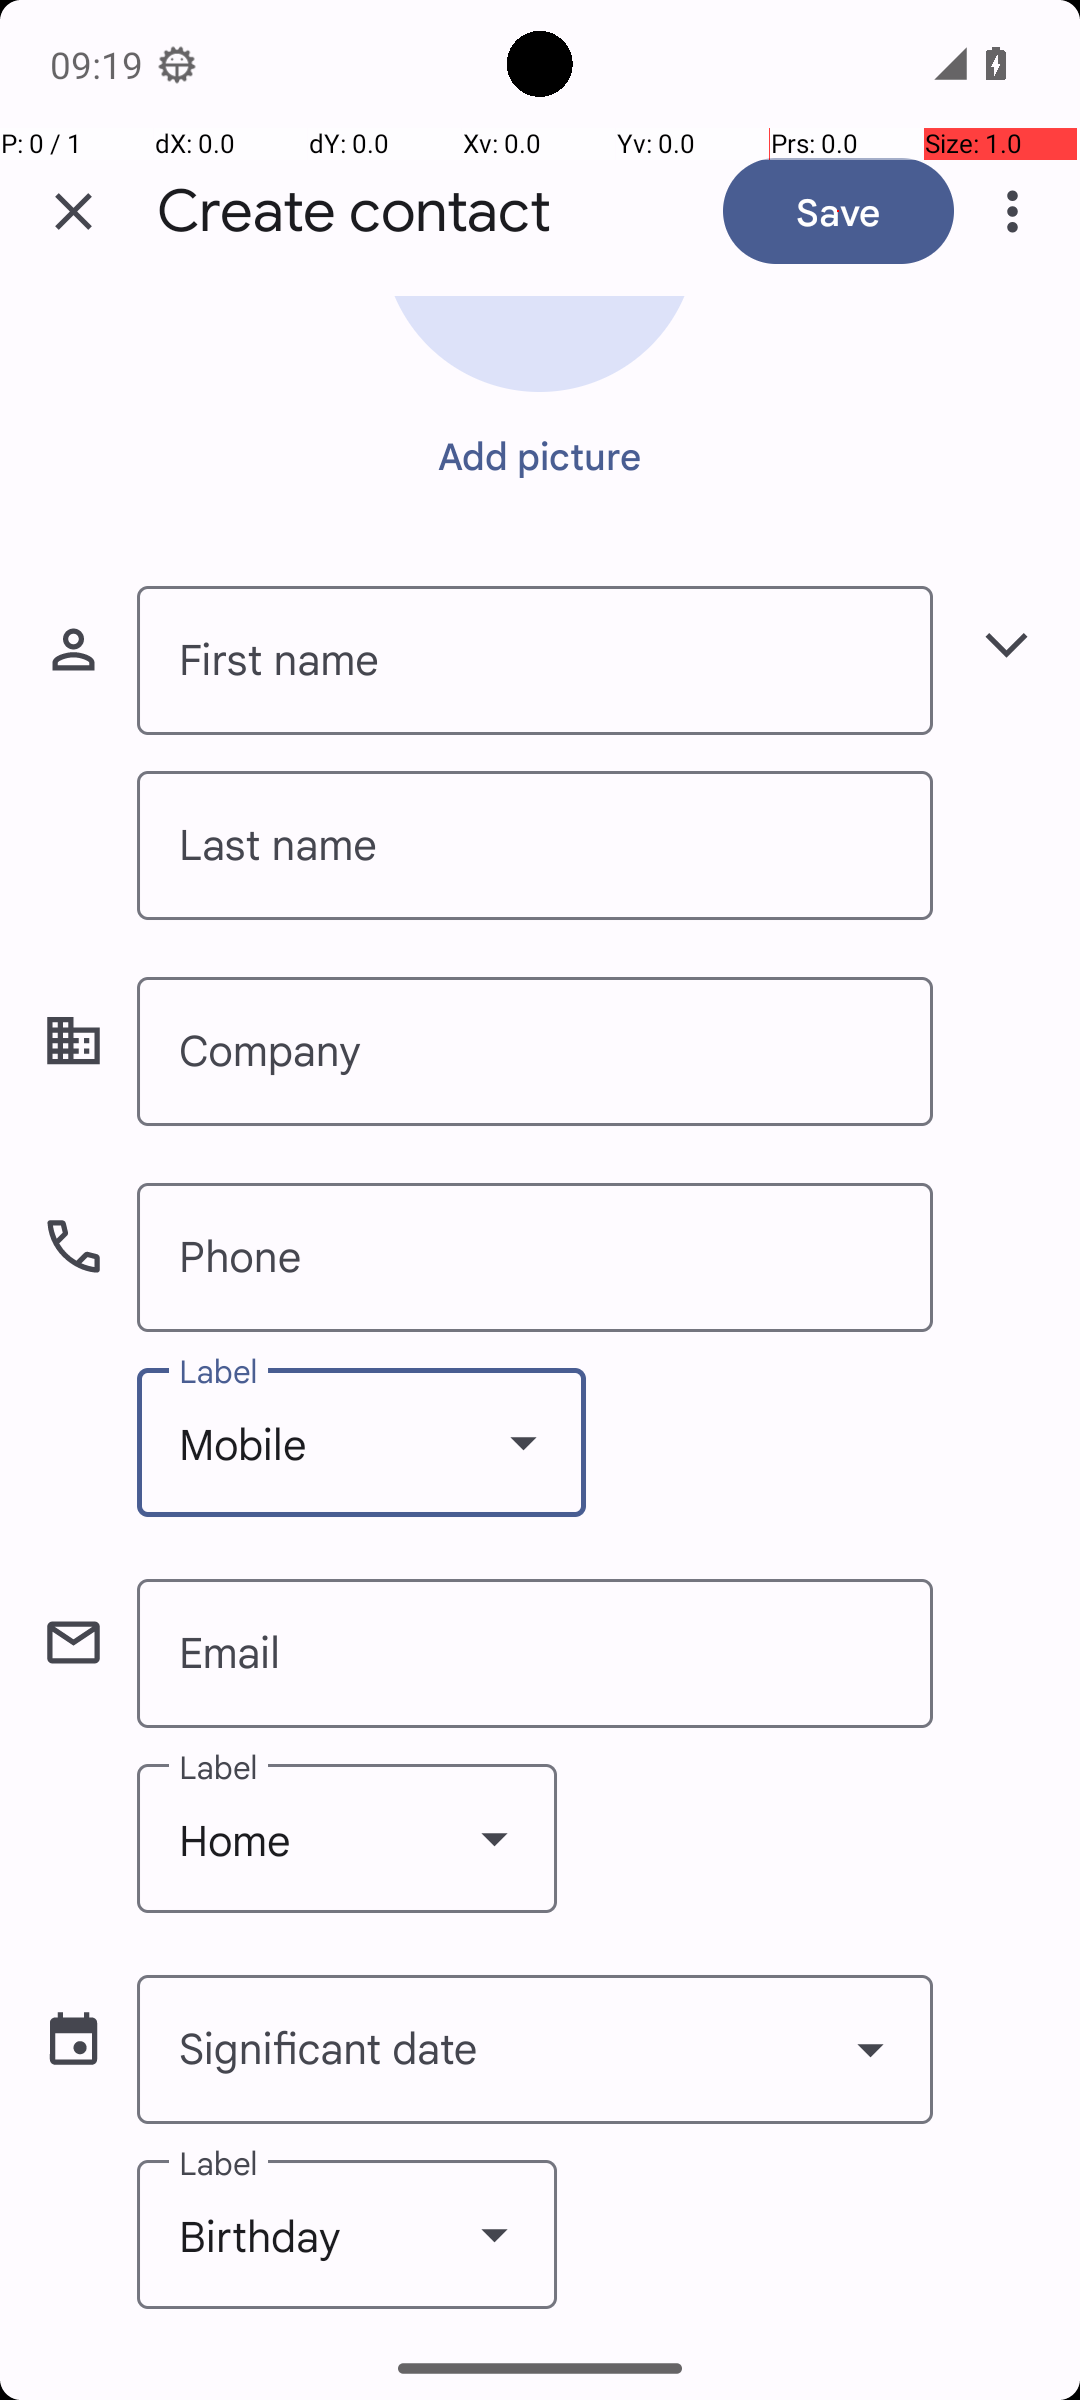 09:19
P: 0 / 1 dX: 0.0 dY: 0.0 Xv: 0.0 Yv: 0.0 Prs: 0.0 Size: 1.0
Create contact Save
Add picture
First name
Last name
Company
Phone
Label
Mobile
Email
Label
Home
Significant date
Label
Birthday